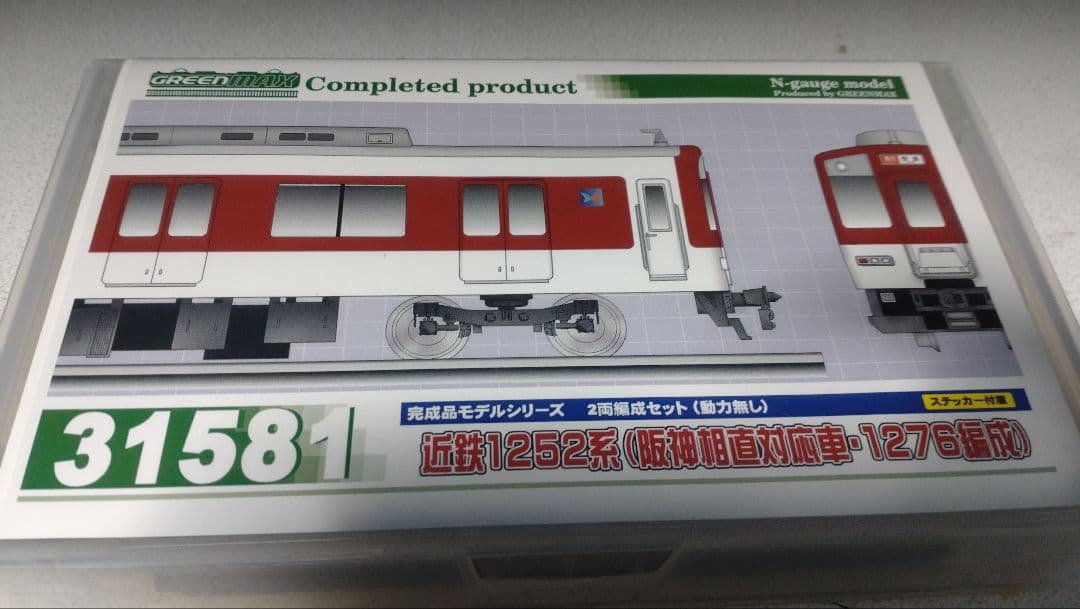 GREENMAX Completed product
N-gauge model
Produced by GREENMAX
31581
完成品モデルシリーズ 2両編成セット(動力無し)
ステッカー付属
近鉄1252系(阪神相直対応車・1276編成)